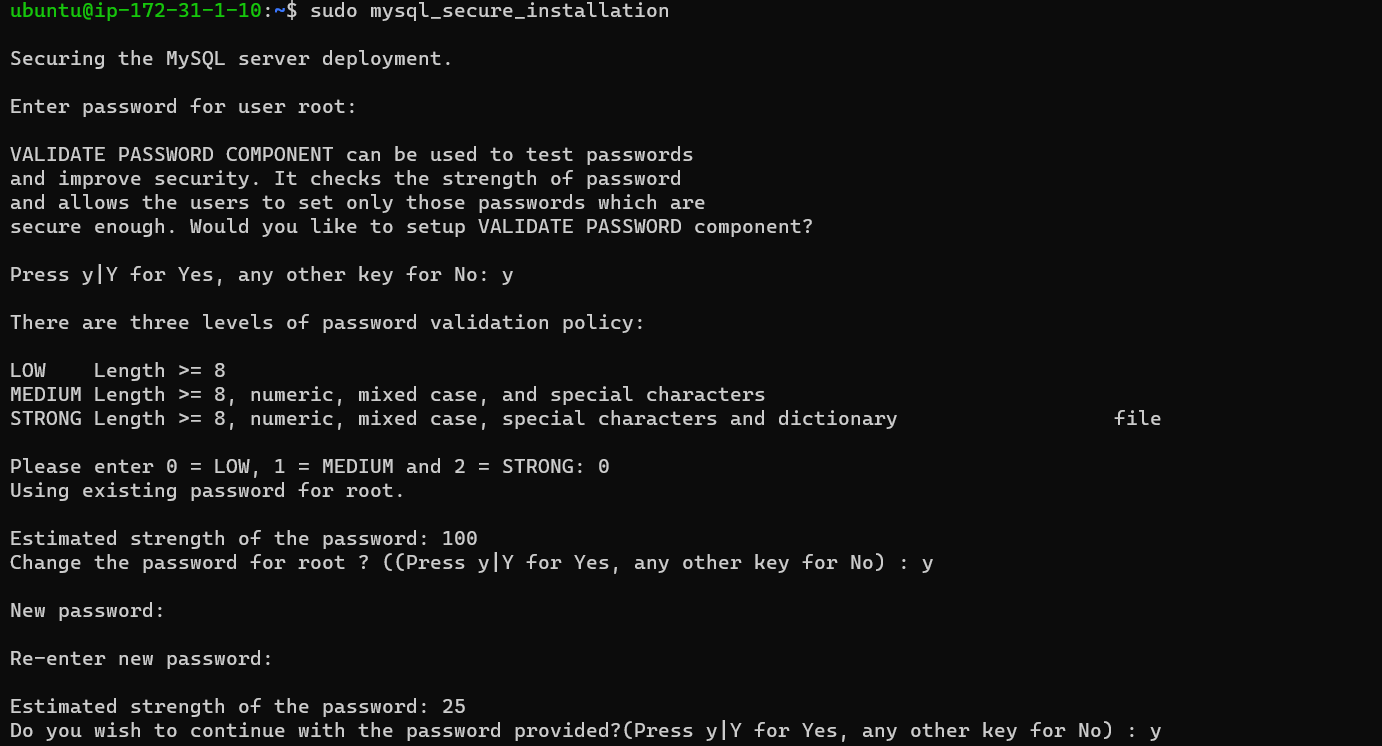 ubuntu@ip-172-31-1-10:~$ sudo mysql_secure_installation
Securing the MySQL server deployment.
Enter password for user root:
VALIDATE PASSWORD COMPONENT can be used to test passwords
and improve security. It checks the strength of password
and allows the users to set only those passwords which are
secure enough. Would you like to setup VALIDATE PASSWORD component?
Press y|Y for Yes, any other key for No: y
There are three levels of password validation policy:
LOW    Length >= 8
MEDIUM Length >= 8, numeric, mixed case, and special characters
STRONG Length >= 8, numeric, mixed case, special characters and dictionary                  file
Please enter 0 = LOW, 1 = MEDIUM and 2 = STRONG: 0
Using existing password for root.
Estimated strength of the password: 100
Change the password for root ? ((Press y|Y for Yes, any other key for No) : y
New password:
Re-enter new password:
Estimated strength of the password: 25
Do you wish to continue with the password provided?(Press y|Y for Yes, any other key for No) : y